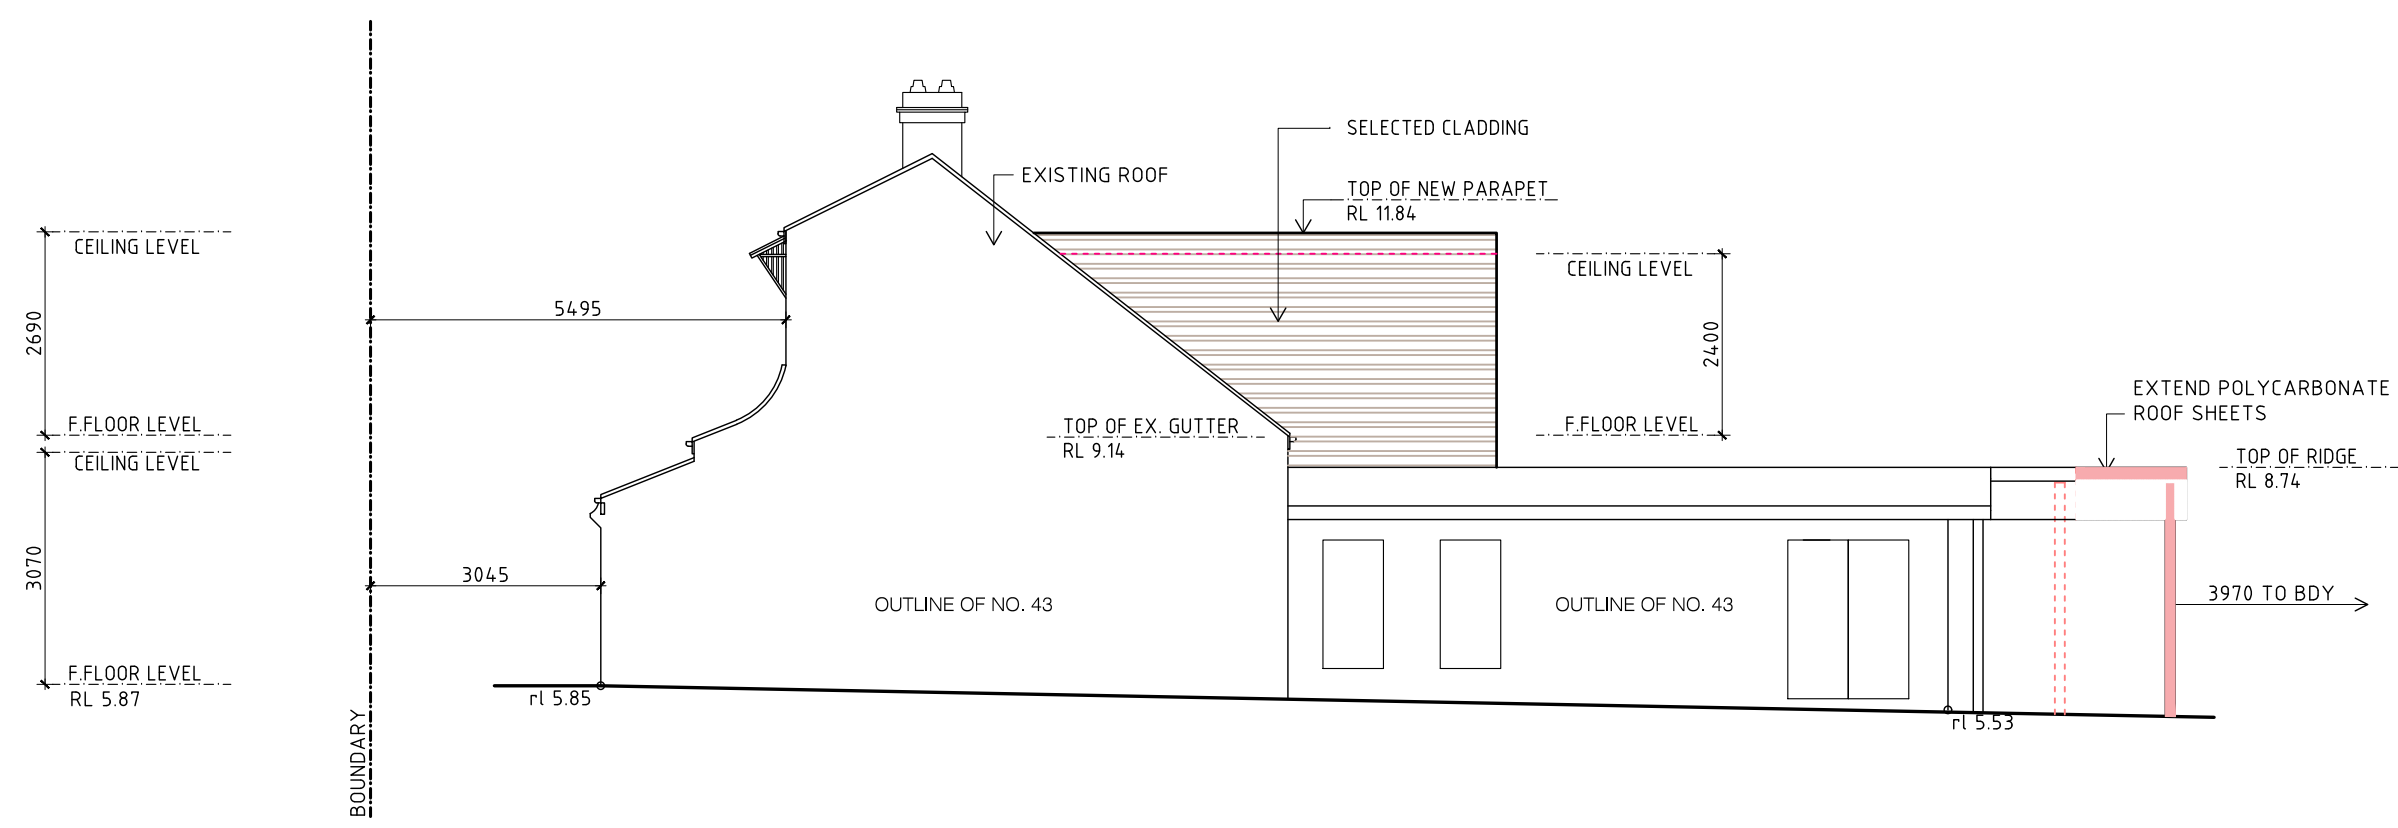 SELECTED CLADDING
EXISTING ROOF
TOP OF NEW PARAPET
RL 11.84
CEILING LEVEL
CEILING LEVEL
5495
2690
2400
EXTEND POLYCARBONATE
ROOF SHEETS
F.FLOOR LEVEL
TOP OF EX. GUTTER
RL 9.14
F.FLOOR LEVEL
CEILING LEVEL
TOP OF RIDGE
RL 8.74
3070
3045
OUTLINE OF NO. 43
OUTLINE OF NO. 43
3970 TO BDY
F.FLOOR LEVEL
RL 5.87
rl 5.85
rl 5.53
BOUNDARY